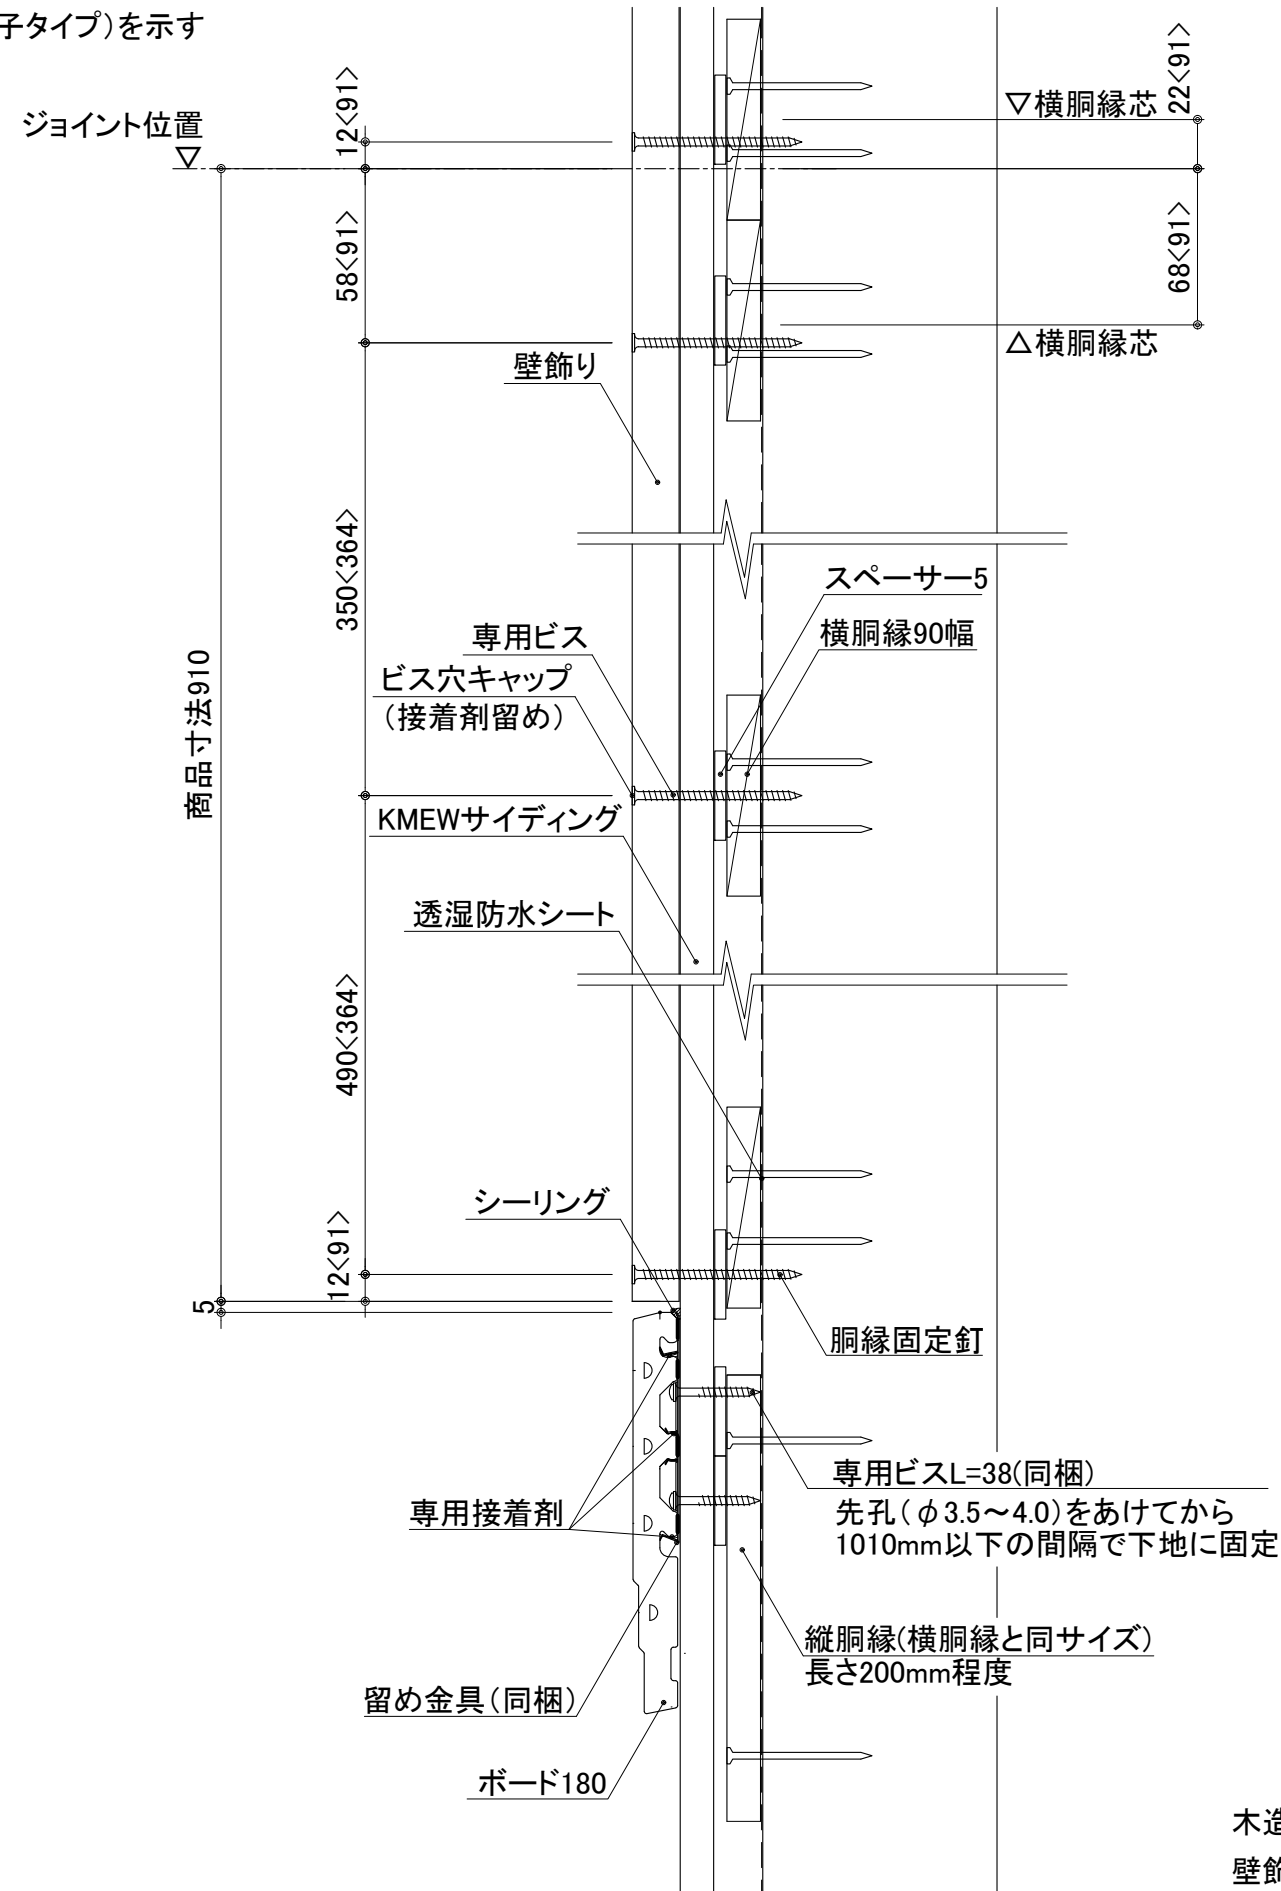 子タイプ)を示す
ジョイント位置
12<91>
▽横胴縁芯
22<91>
58<91>
68<91>
△横胴縁芯
壁飾り
350<364>
スペーサー5
横胴縁90幅
専用ビス
ビス穴キャップ
(接着剤留め)
商品寸法910
KMEWサイディング
透湿防水シート
490<364>
シーリング
12<91>
5
胴縁固定釘
専用ビスL=38(同梱)
先孔(φ3.5～4.0)をあけてから
1010mm以下の間隔で下地に固定
専用接着剤
縦胴縁(横胴縁と同サイズ)
長さ200mm程度
留め金具(同梱)
ボード180
木造
壁飾